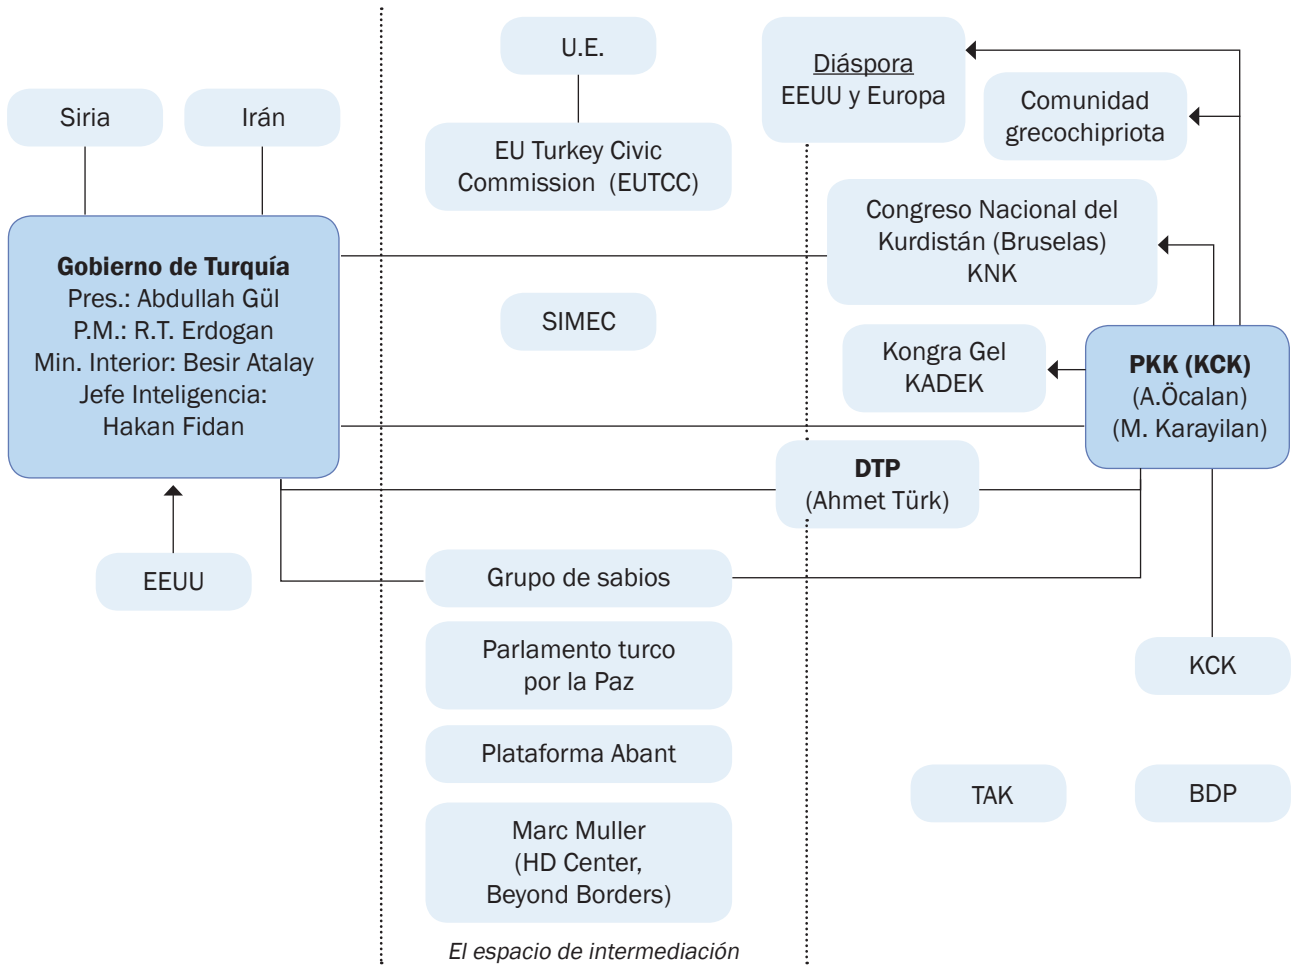 U.E.
Diáspora
EEUU y Europa
Siria
Irán
Comunidad
grecochipriota
EU Turkey Civic
Commission (EUTCC)
Congreso Nacional del
Kurdistán (Bruselas)
KNK
Gobierno de Turquía
Pres.: Abdullah Gül
P.M.: R.T. Erdogan
Min. Interior: Besir Atalay
Jefe Inteligencia:
Hakan Fidan
SIMEC
Kongra Gel
KADEK
PKK (KCK)
(A.Öcalan)
(M. Karayilan)
DTP
(Ahmet Türk)
EEUU
Grupo de sabios
Parlamento turco
por la Paz
KCK
Plataforma Abant
TAK
BDP
Marc Muller
(HD Center,
Beyond Borders)
El espacio de intermediación